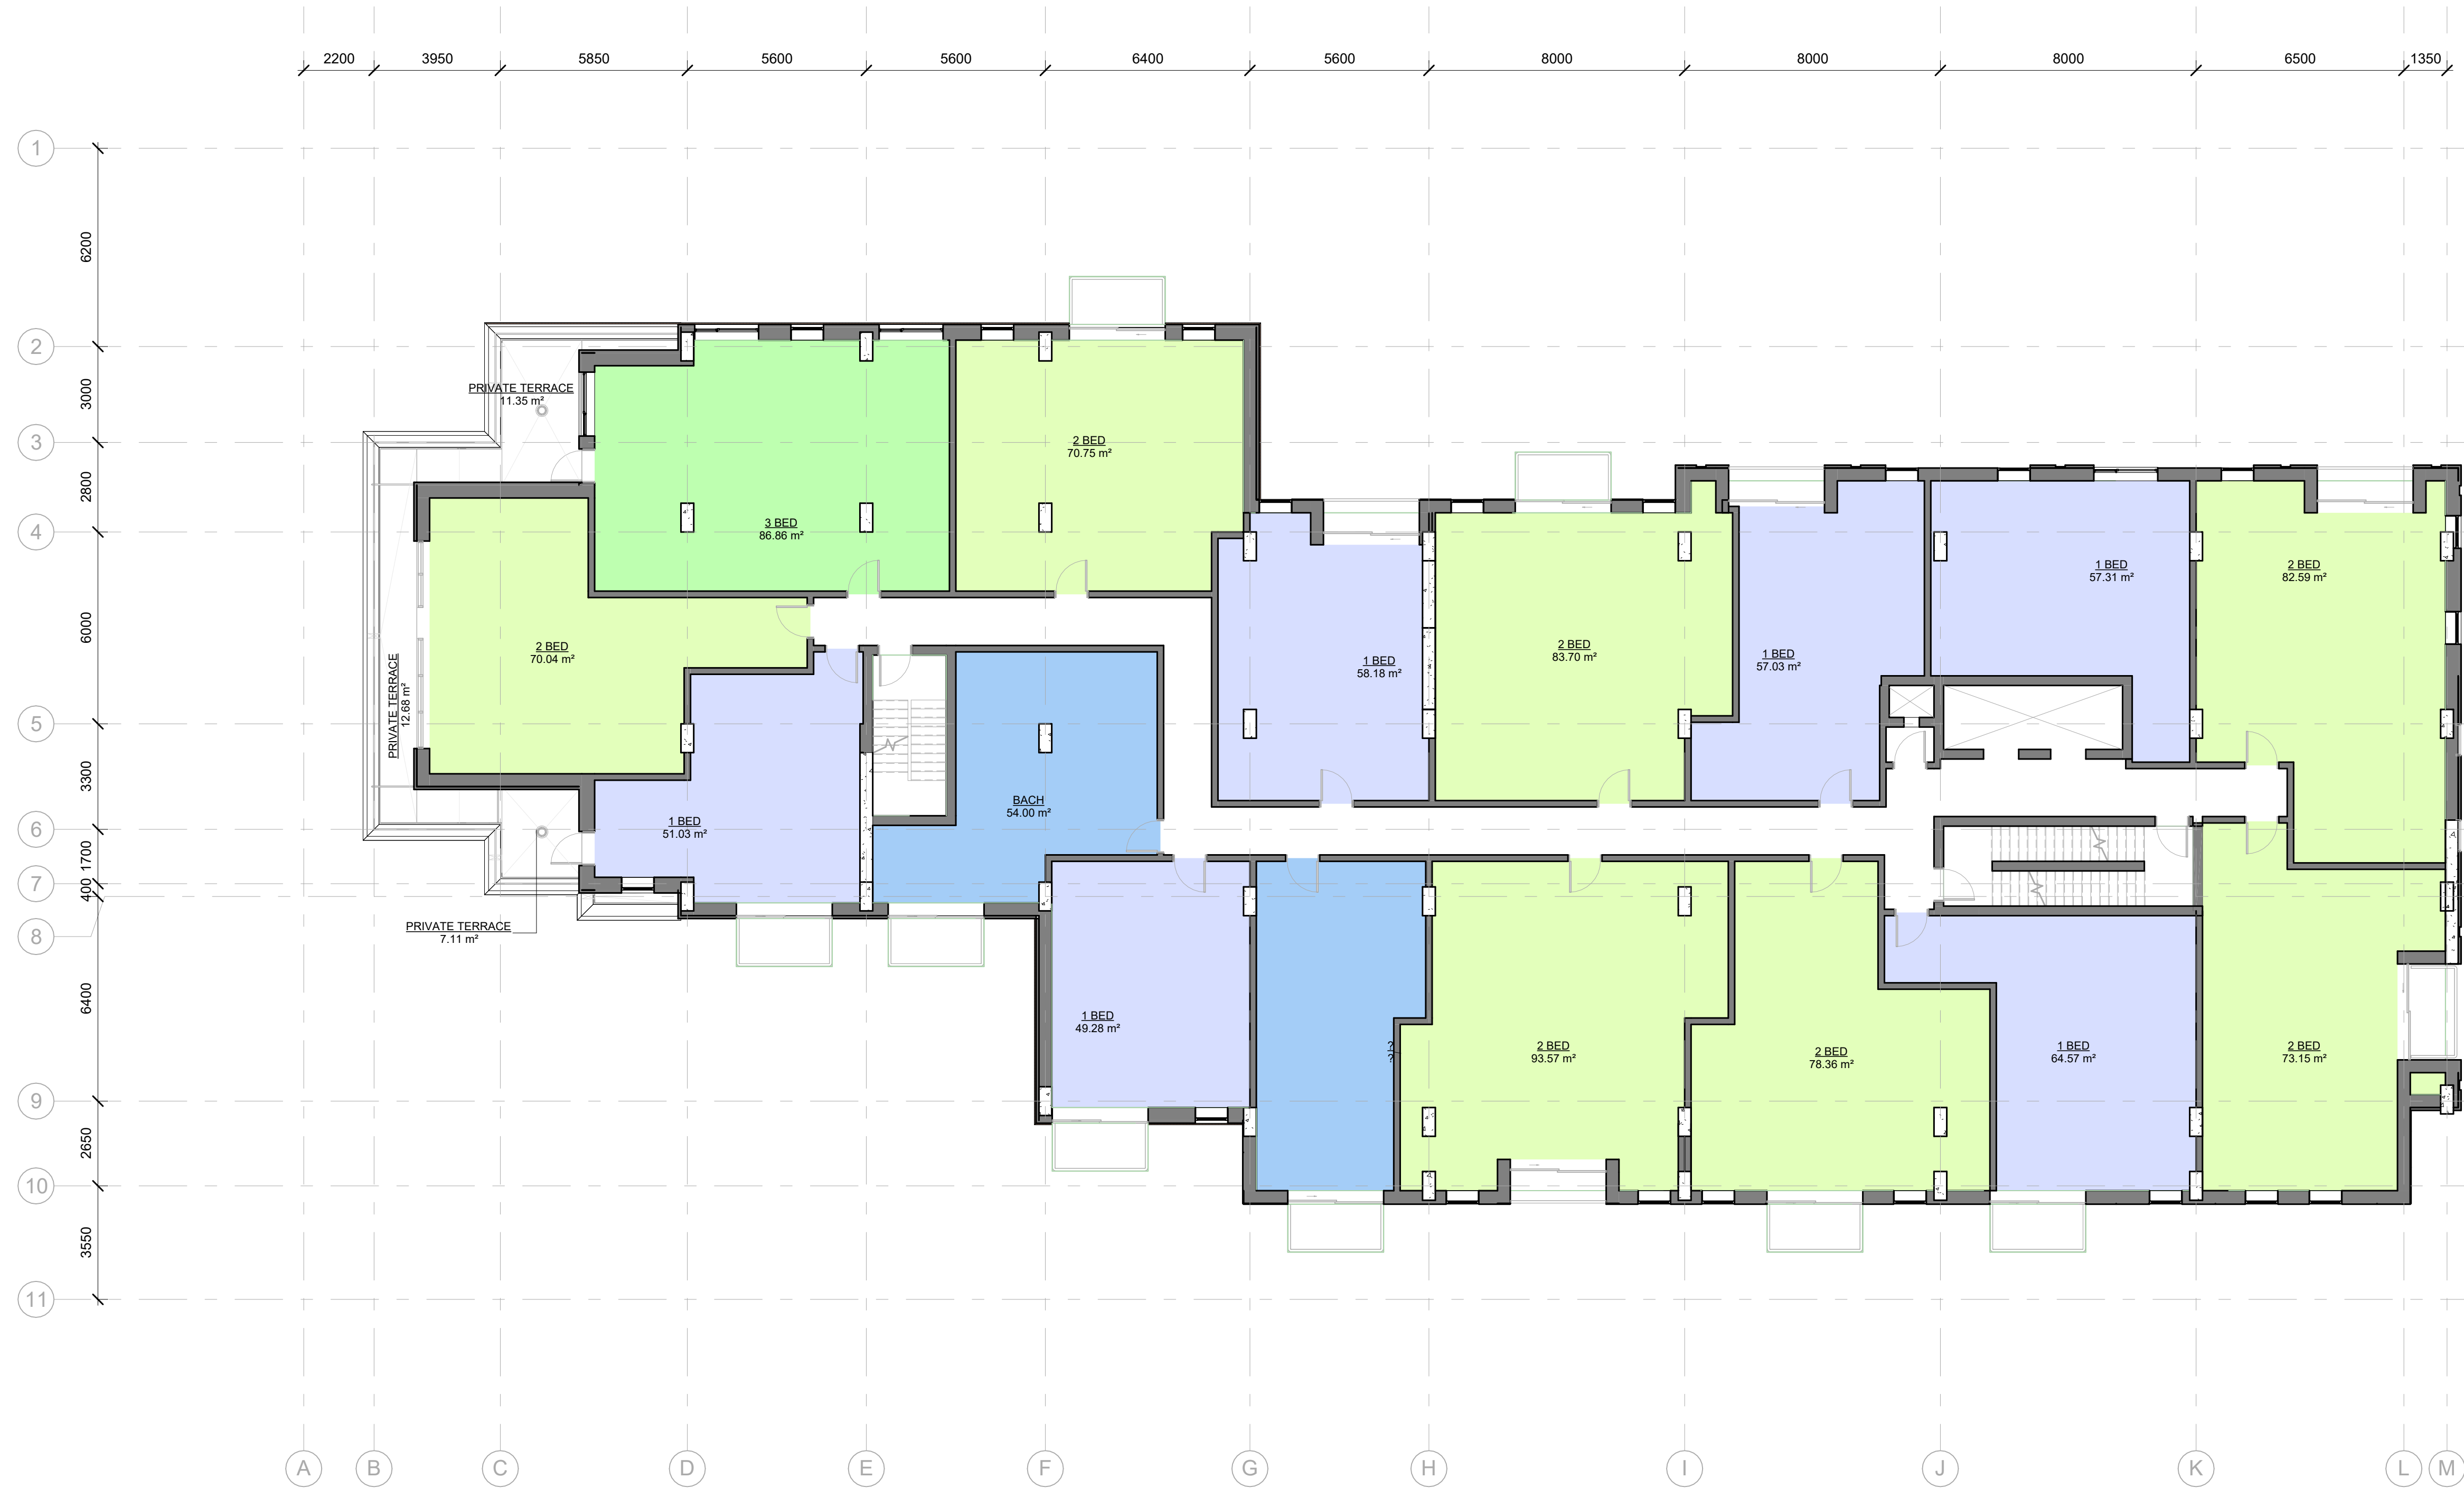 2200 3950 5850 5600 5600 6400 5600 8000 8000 8000 6500 1350
1
6200
2
3000
PRIVATE TERRACE
11.35 m²
3
2 BED
70.75 m²
2800
3 BED
86.86 m²
4
1 BED
57.31 m²
2 BED
82.59 m²
6000
2 BED
70.04 m²
PRIVATE TERRACE
12.68 m²
1 BED
58.18 m²
2 BED
83.70 m²
1 BED
57.03 m²
5
3300
BACH
54.00 m²
1 BED
51.03 m²
6
1700
7
400
PRIVATE TERRACE
7.11 m²
8
6400
1 BED
49.28 m²
?
?
2 BED
93.57 m²
2 BED
78.36 m²
1 BED
64.57 m²
2 BED
73.15 m²
9
2650
10
3550
11
A B C D E F G H I J K L M